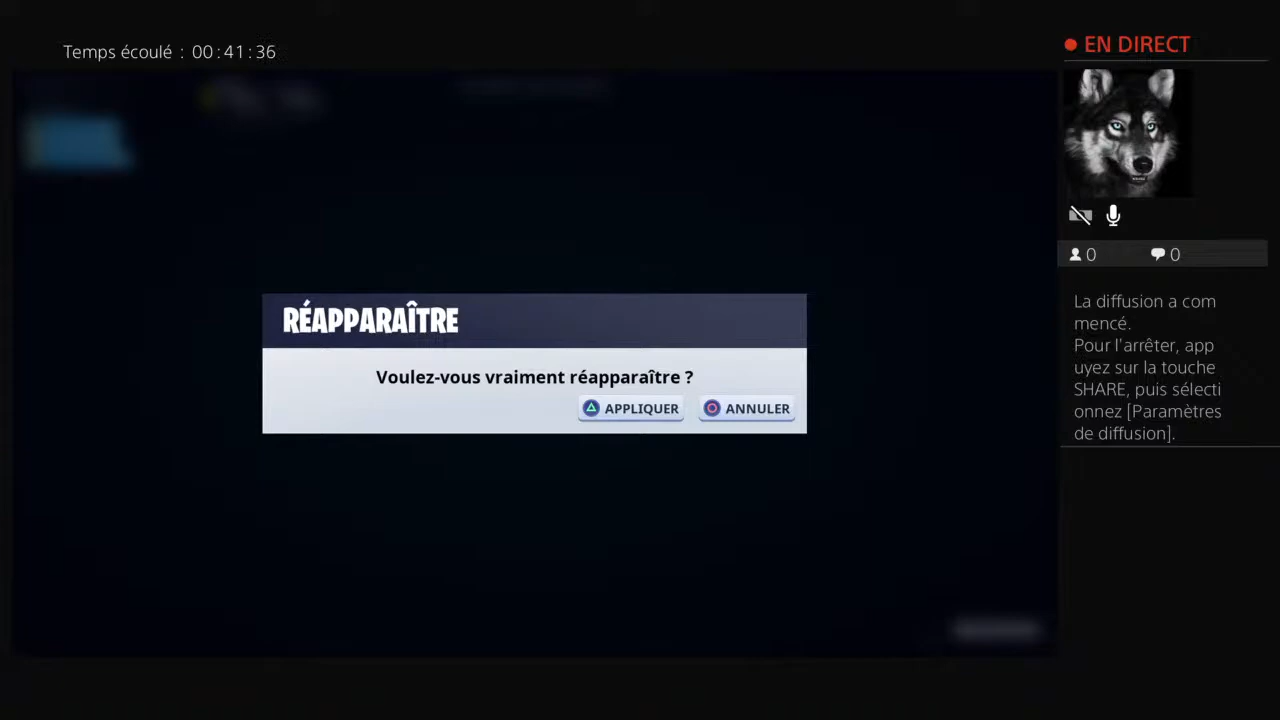 Temps écoulé : 00:41:36
EN DIRECT
0
0
La diffusion a com
mencé.
Pour l'arrêter, app
uyez sur la touche
SHARE, puis sélecti
onnez [Paramètres
de diffusion].
RÉAPPARAÎTRE
Voulez-vous vraiment réapparaître ?
APPLIQUER
ANNULER